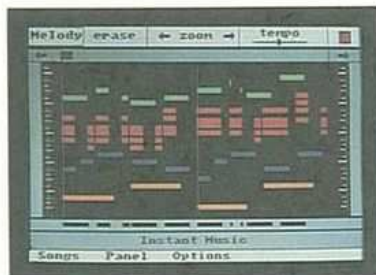 Melody erase ← zoom → tempo
Instant Music
Songs Panel Options